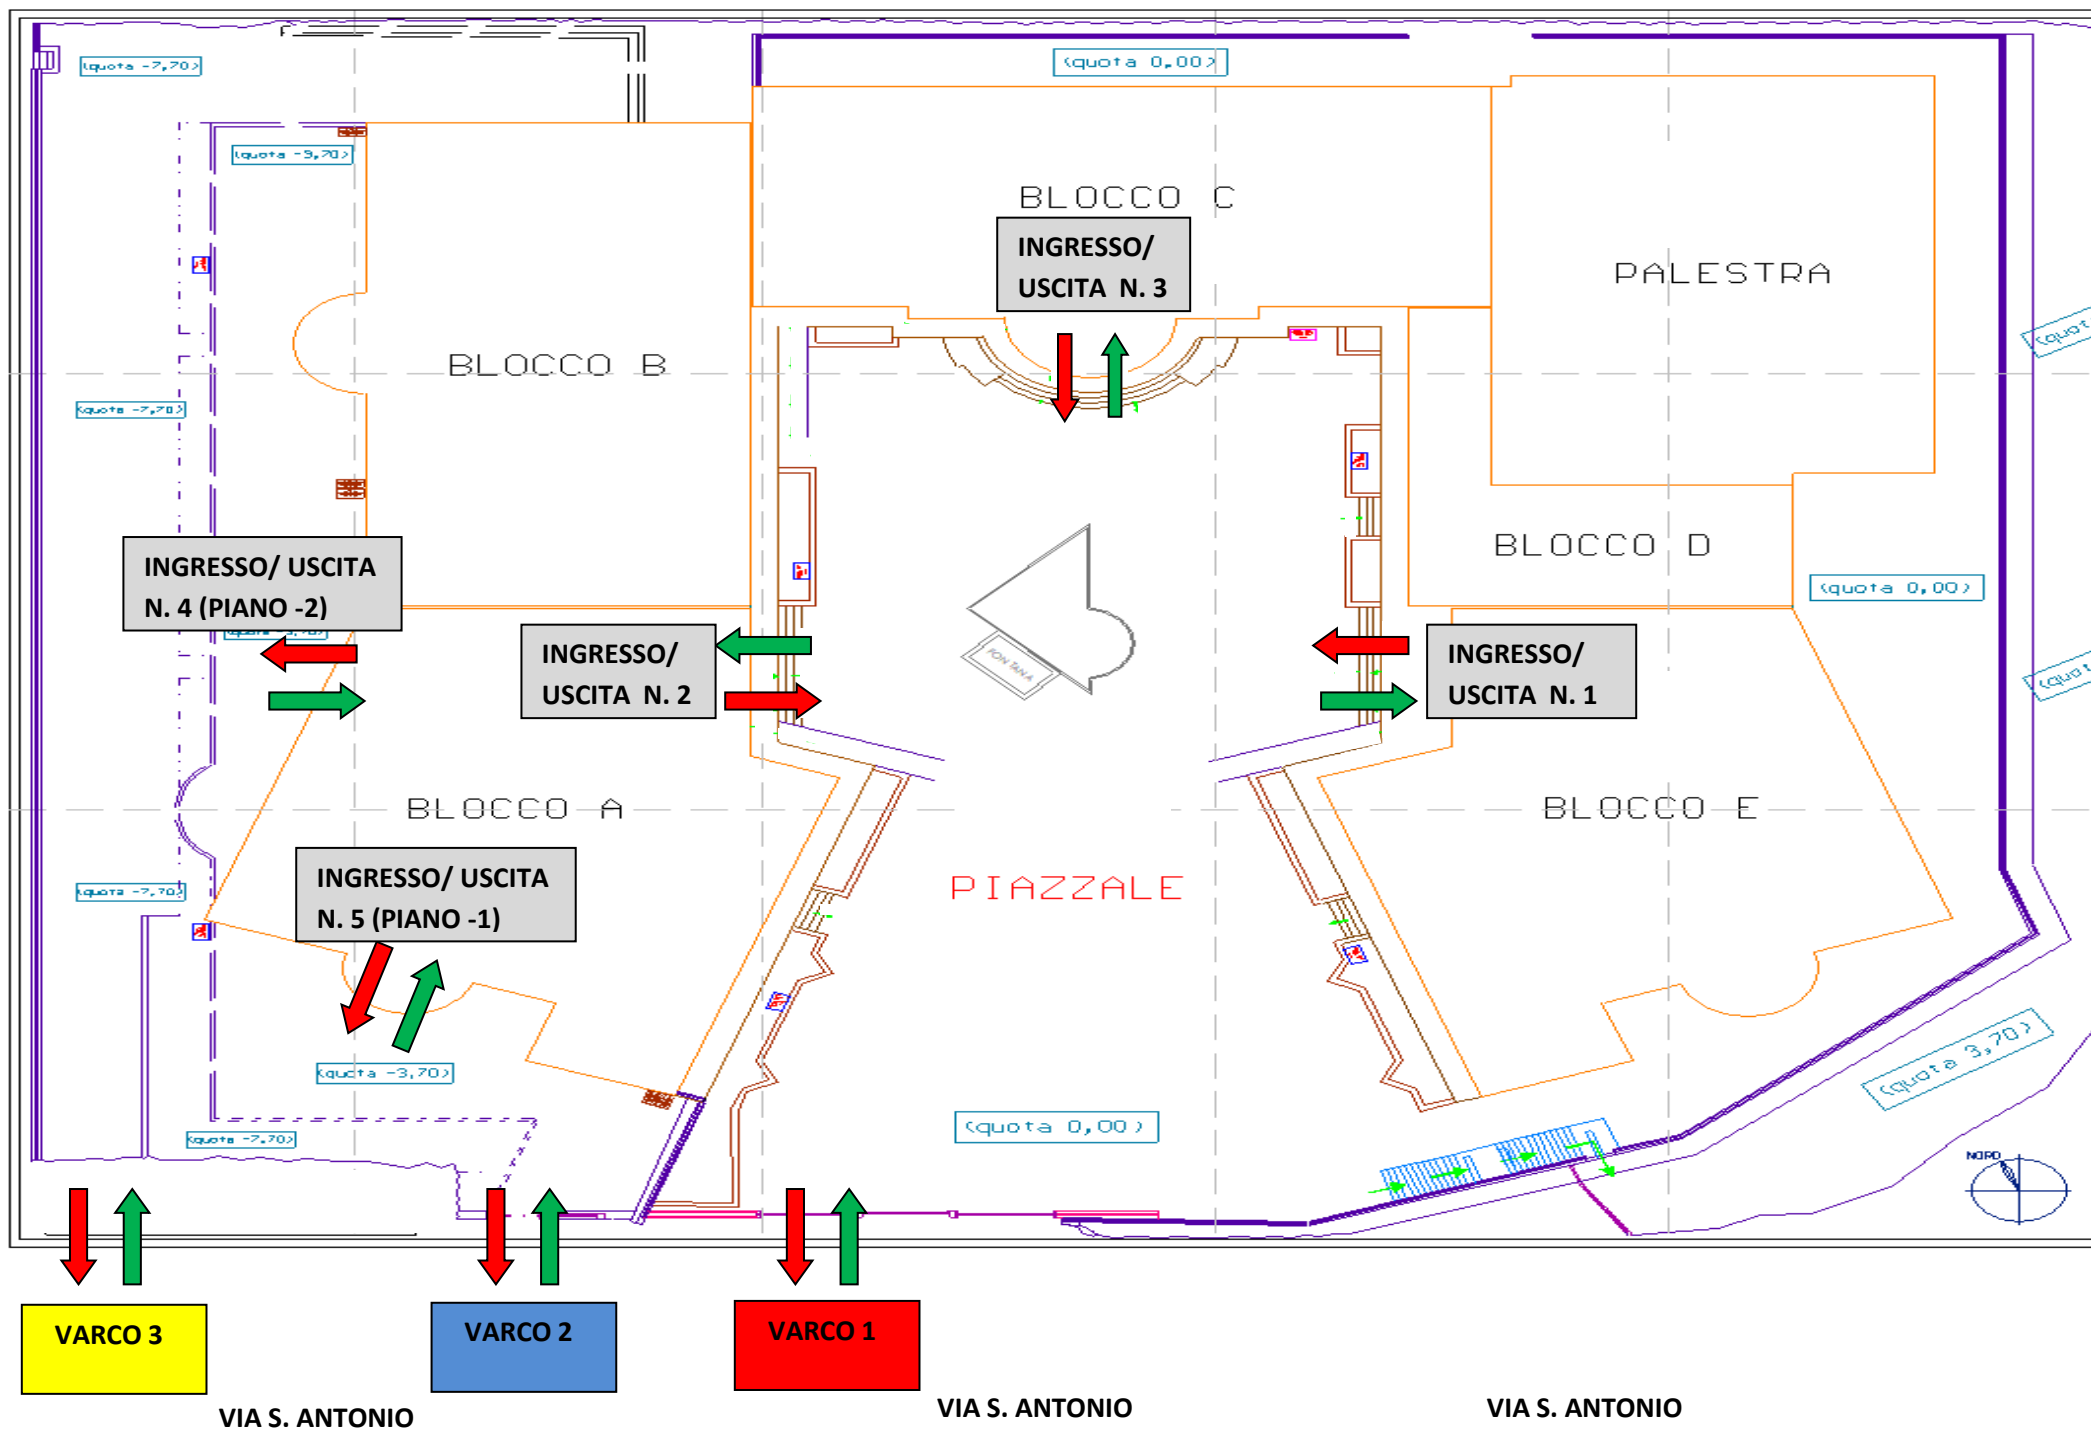 (quota 0,00)
(quota -7,70)
(quota -3,70)
BLOCCO C
INGRESSO/
USCITA N. 3
PALESTRA
BLOCCO B
(quota -7,70)
BLOCCO D
INGRESSO/ USCITA
N. 4 (PIANO -2)
(quota 0,00)
INGRESSO/
USCITA N. 2
FONTANA
INGRESSO/
USCITA N. 1
BLOCCO A
BLOCCO E
INGRESSO/ USCITA
N. 5 (PIANO -1)
(quota -7,70)
PIAZZALE
(quota -3,70)
(quota 3,70)
(quota 0,00)
(quota -7,70)
NORD
VARCO 3
VARCO 2
VARCO 1
VIA S. ANTONIO
VIA S. ANTONIO
VIA S. ANTONIO